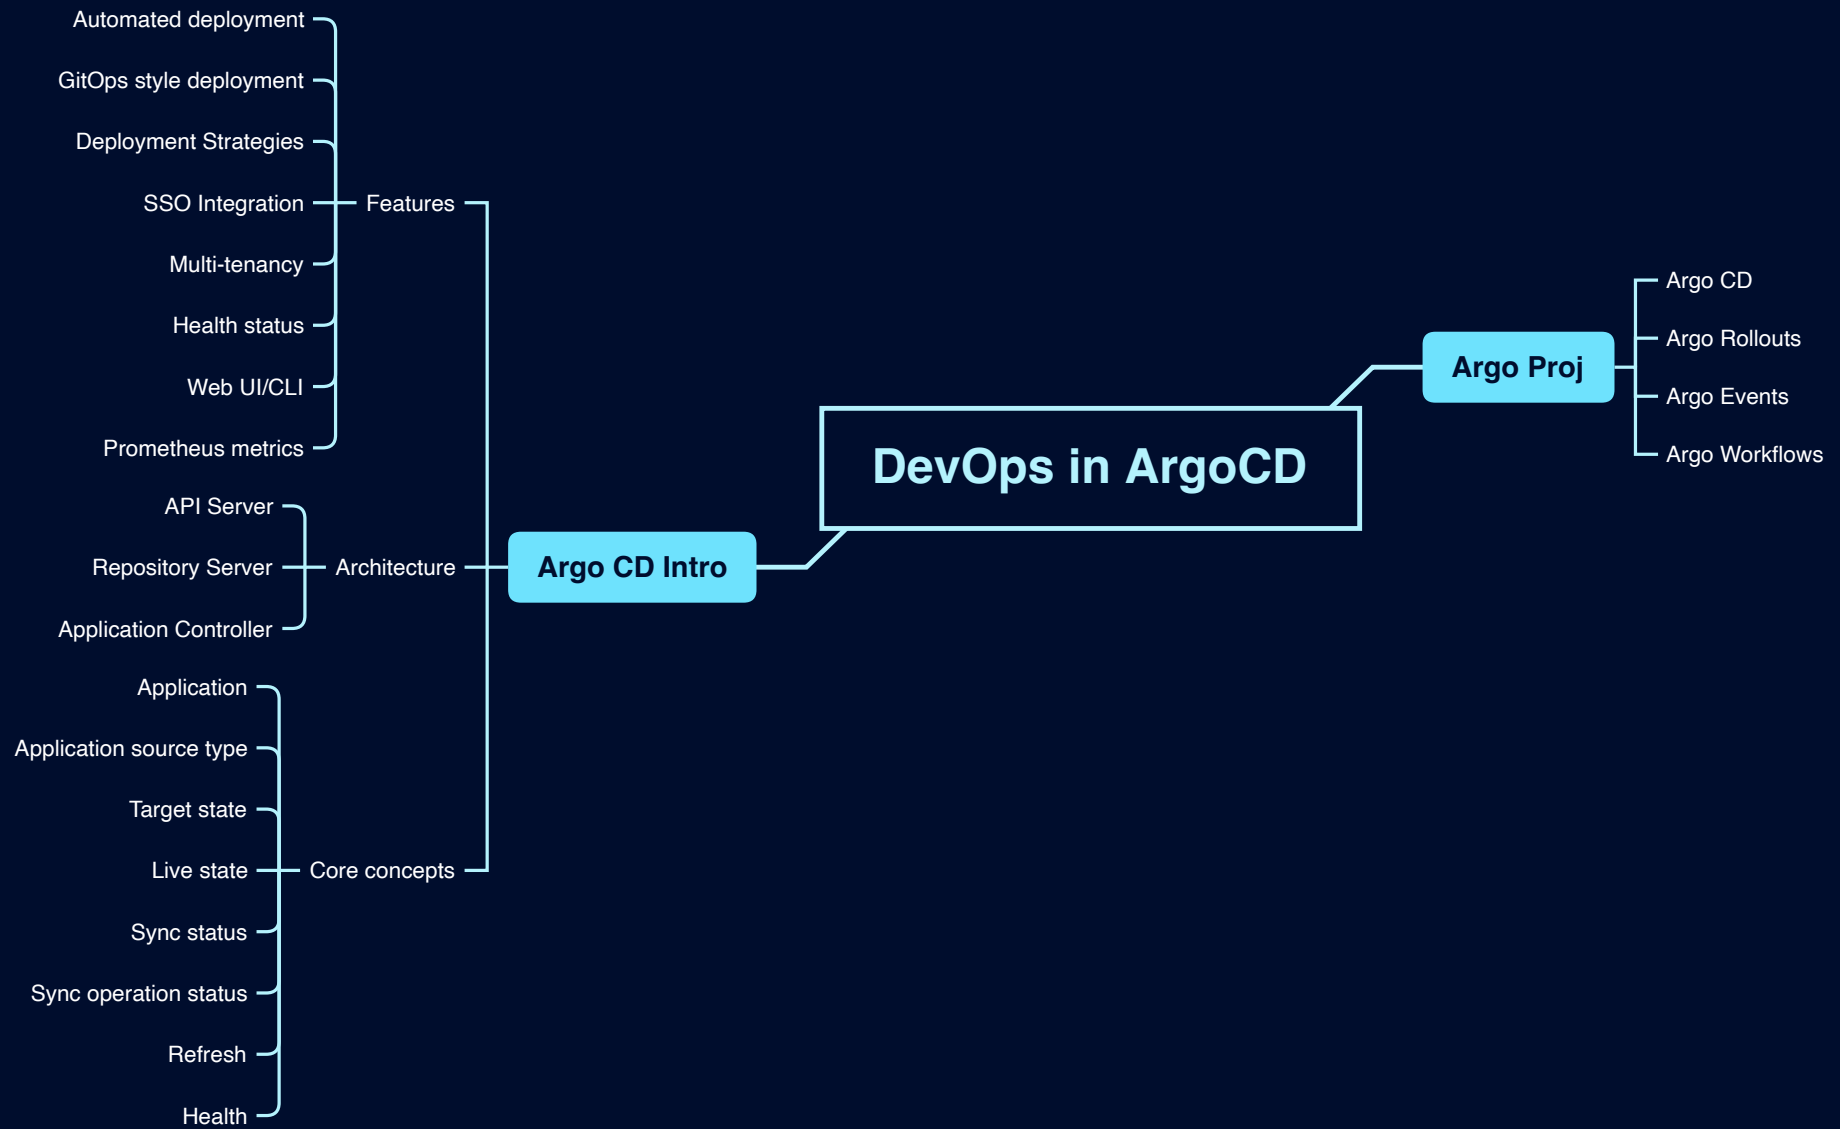 DevOps in ArgoCD
Argo Proj
Argo CD
Argo Rollouts
Argo Events
Argo Workflows
Argo CD Intro
Features
Automated deployment
GitOps style deployment
Deployment Strategies
SSO Integration
Multi-tenancy
Health status
Web UI/CLI
Prometheus metrics
Architecture
API Server
Repository Server
Application Controller
Core concepts
Application
Application source type
Target state
Live state
Sync status
Sync operation status
Refresh
Health